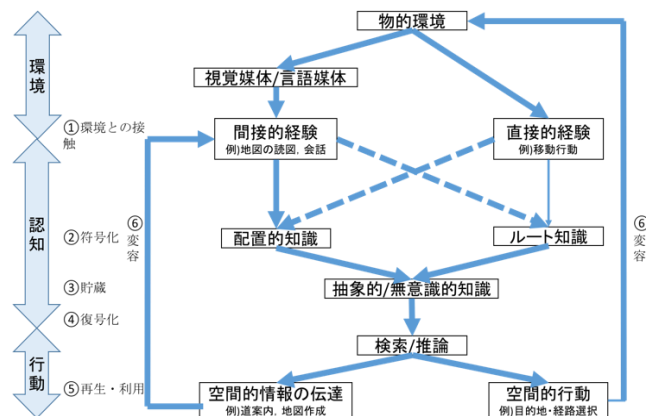 物的環境
環境
視覚媒体/言語媒体
①環境との接
触
間接的経験
例)地図の読図, 会話
直接的経験
例)移動行動
認知
⑥
変
容
⑥
変
容
②符号化
配置的知識
ルート知識
③貯蔵
抽象的/無意識的知識
④復号化
検索/推論
行動
⑤再生・利用
空間的情報の伝達
例)道案内, 地図作成
空間的行動
例)目的地・経路選択